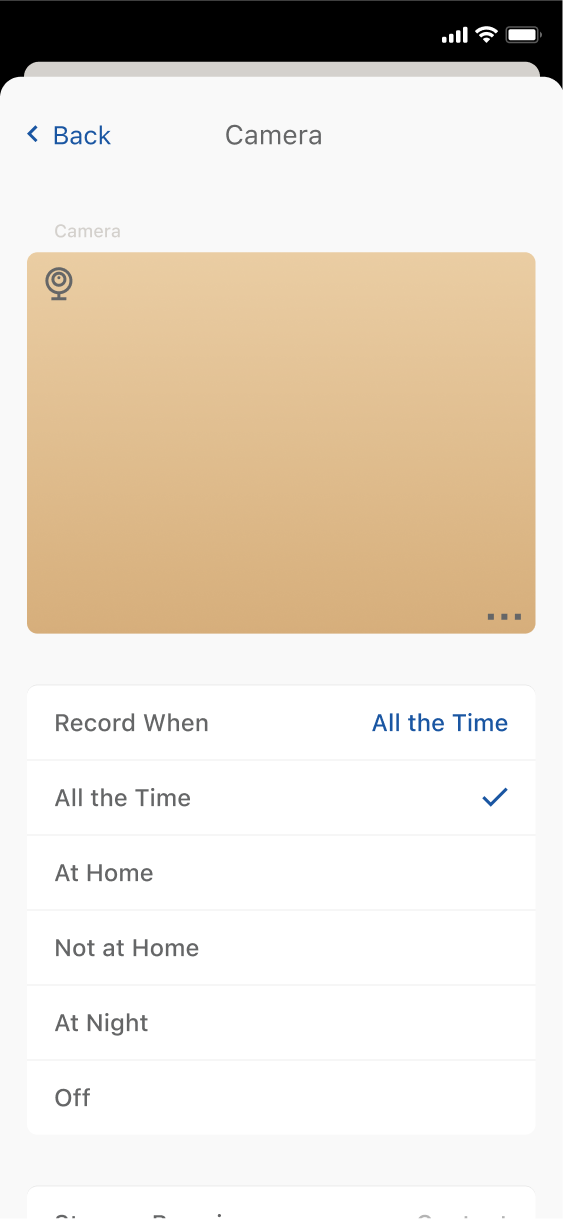 Back
Camera
Camera
Record When
All the Time
All the Time
At Home
Not at Home
At Night
Off